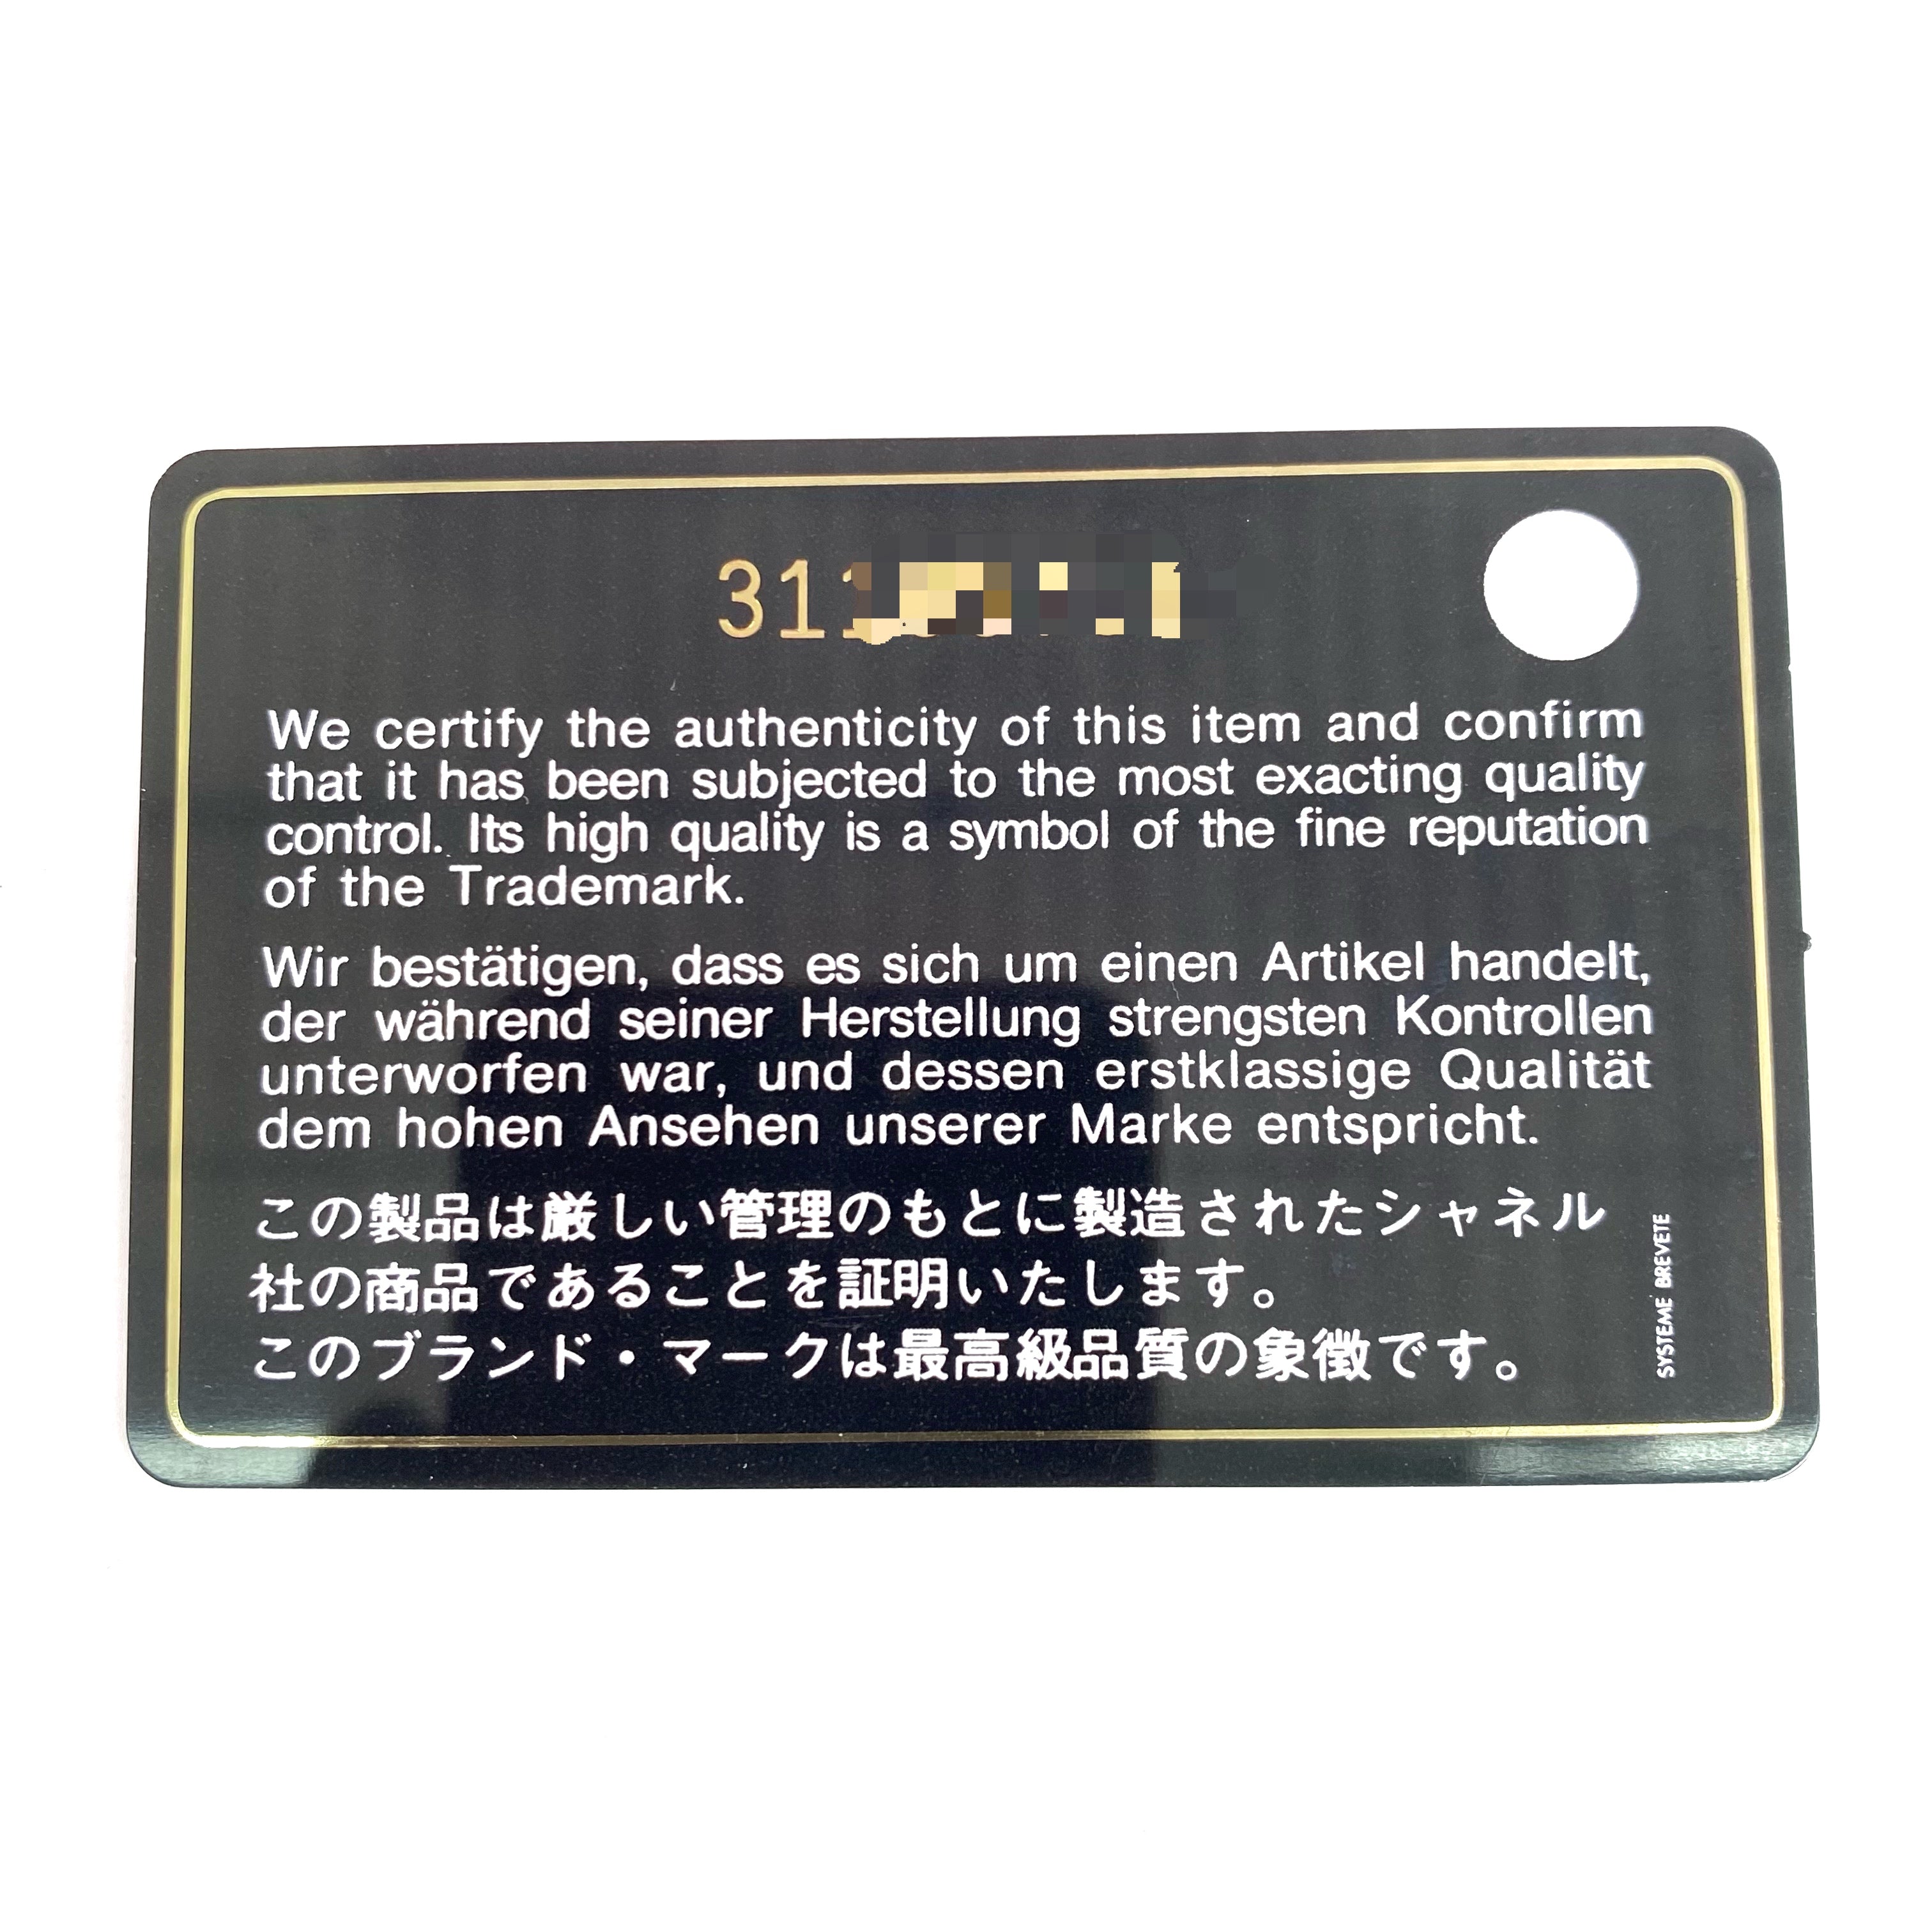 311
We certify the authenticity of this item and confirm
that it has been subjected to the most exacting quality
control. Its high quality is a symbol of the fine reputation
of the Trademark.
Wir bestätigen, dass es sich um einen Artikel handelt,
der während seiner Herstellung strengsten Kontrollen
unterworfen war, und dessen erstklassige Qualität
dem hohen Ansehen unserer Marke entspricht.
この製品は厳しい管理のもとに製造されたシャネル
社の商品であることを証明いたします。
このブランド・マークは最高級品質の象徴です。
SYSTEME BREVETE